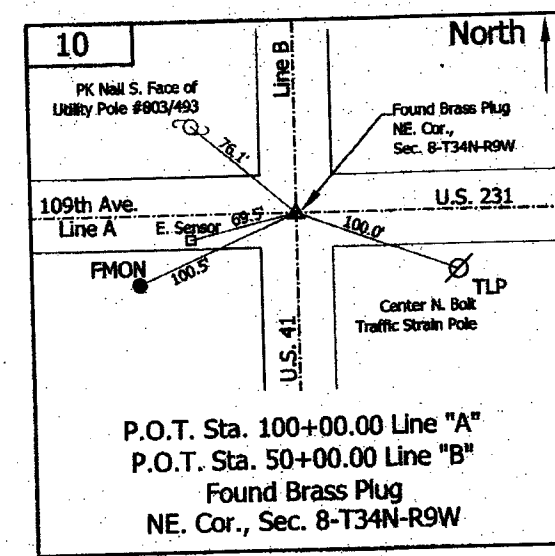 10
North
Line B
PK Nail S. Face of
Utility Pole #803/493
76.1'
Found Brass Plug
NE. Cor.,
Sec. 8-T34N-R9W
109th Ave.
Line A
U.S. 231
E. Sensor
69.5'
100.0'
FMON
100.5'
TLP
Center N. Bolt
Traffic Strain Pole
U.S. 41
P.O.T. Sta. 100+00.00 Line "A"
P.O.T. Sta. 50+00.00 Line "B"
Found Brass Plug
NE. Cor., Sec. 8-T34N-R9W